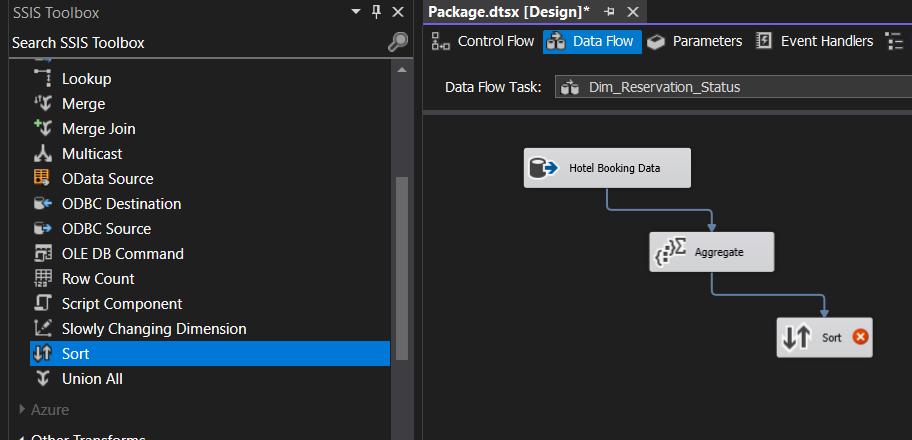 SSIS Toolbox
Search SSIS Toolbox
Lookup
Merge
Merge Join
Multicast
OData Source
ODBC Destination
ODBC Source
OLE DB Command
Row Count
Script Component
Slowly Changing Dimension
Sort
Union All
Azure
Other Transforms
Package.dtsx [Design]*
Control Flow
Data Flow
Parameters
Event Handlers
Data Flow Task:
Dim_Reservation_Status
Hotel Booking Data
Aggregate
Sort